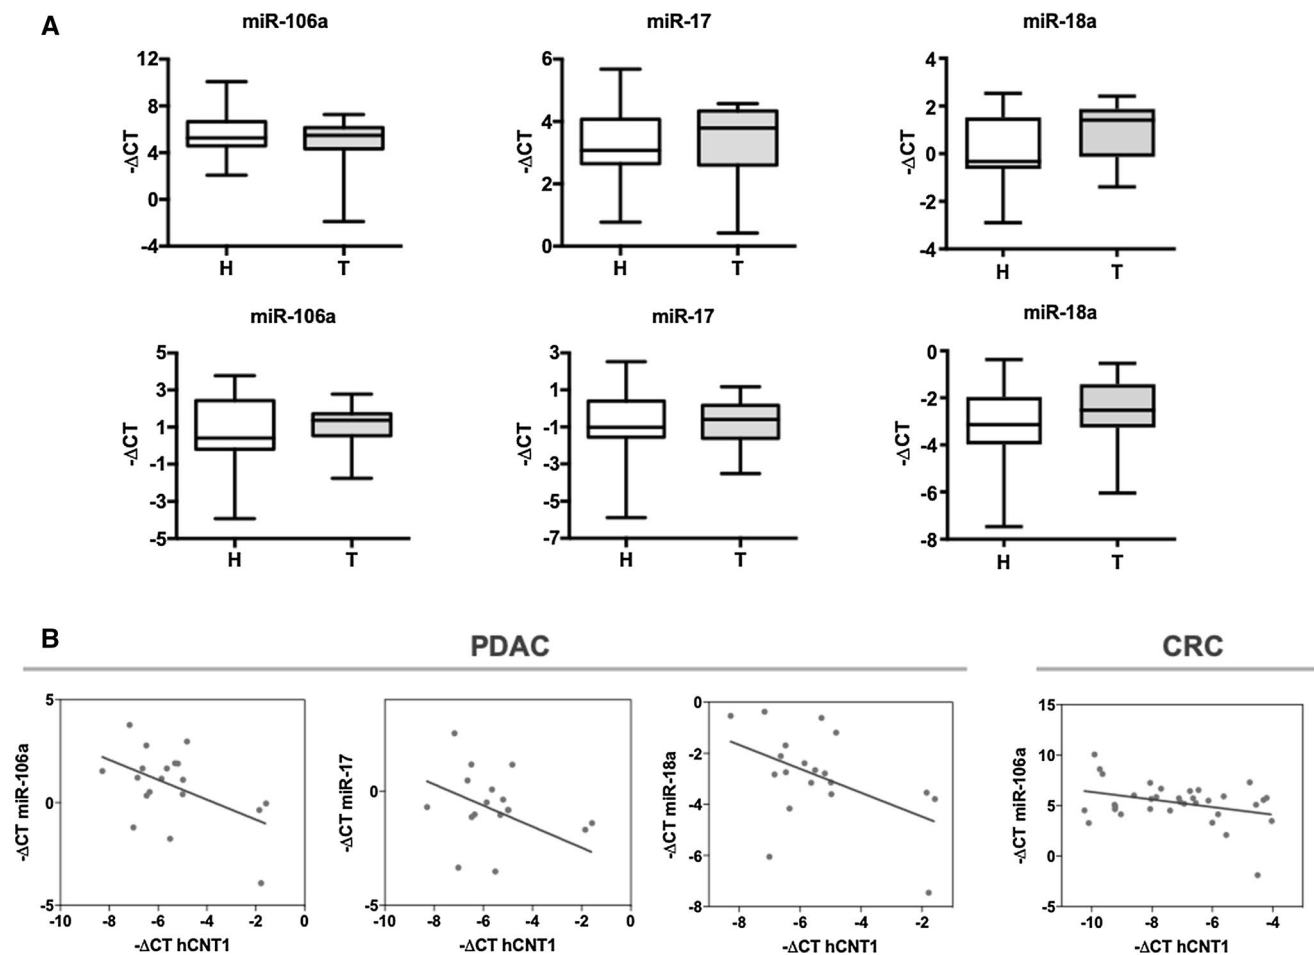 A
miR-106a miR-17 miR-18a
12
8
4
0
-4
-ΔCT
H T
6
4
2
0
-ΔCT
H T
4
2
0
-2
-4
-ΔCT
H T
miR-106a miR-17 miR-18a
5
3
1
-1
-3
-5
-ΔCT
H T
3
1
-1
-3
-5
-7
-ΔCT
H T
0
-2
-4
-6
-8
-ΔCT
H T
B
PDAC CRC
5
0
-5
-ΔCT miR-106a
-10 -8 -6 -4 -2 0
-ΔCT hCNT1
0
-5
-ΔCT miR-17
-10 -8 -6 -4 -2 0
-ΔCT hCNT1
0
-2
-4
-6
-8
-ΔCT miR-18a
-8 -6 -4 -2
-ΔCT hCNT1
15
10
5
0
-5
-ΔCT miR-106a
-10 -8 -6 -4
-ΔCT hCNT1